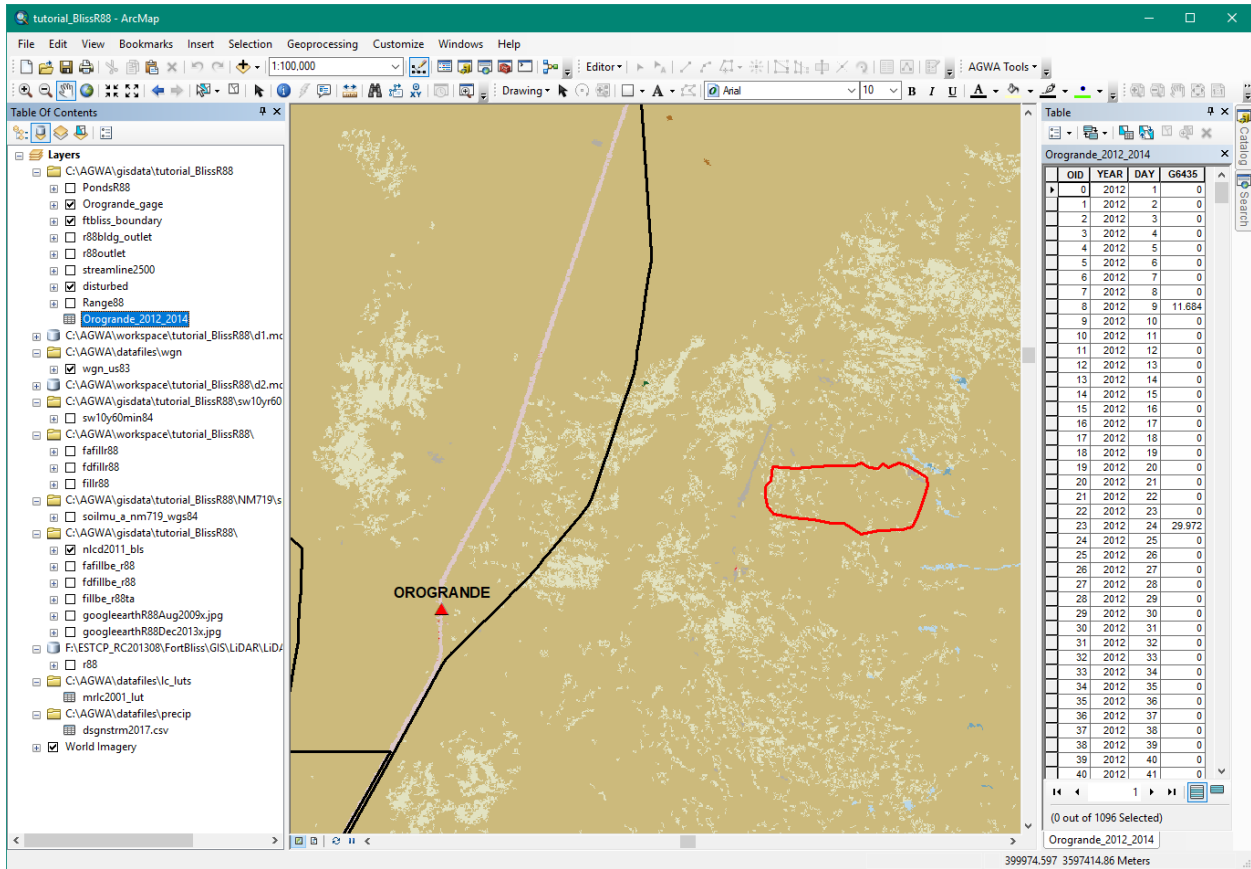 tutorial_BlissR88 - ArcMap
File Edit View Bookmarks Insert Selection Geoprocessing Customize Windows Help
1:100,000
Editor
AGWA Tools
Drawing
A
Arial
10
B I U A
Table Of Contents
Layers
C:\AGWA\gisdata\tutorial_BlissR88
PondsR88
Orogrande_gage
ftbliss_boundary
r88bldg_outlet
r88outlet
streamline2500
disturbed
Range88
Orogrande_2012_2014
C:\AGWA\workspace\tutorial_BlissR88\d1.mc
C:\AGWA\datafiles\wgn
wgn_us83
C:\AGWA\workspace\tutorial_BlissR88\d2.mc
C:\AGWA\workspace\tutorial_BlissR88\sw10yr60
sw10y60min84
C:\AGWA\workspace\tutorial_BlissR88\
fafillr88
fdfillr88
fillr88
C:\AGWA\gisdata\tutorial_BlissR88\NM719\s
soilmu_a_nm719_wgs84
C:\AGWA\gisdata\tutorial_BlissR88\
nlcd2011_bls
fafillbe_r88
fdfillbe_r88
fillbe_r88ta
googleearthR88Aug2009x.jpg
googleearthR88Dec2013x.jpg
F:\ESTCP_RC201308\FortBliss\GIS\LiDAR\LiDA
r88
C:\AGWA\datafiles\lc_luts
mrlc2001_lut
C:\AGWA\datafiles\precip
dsgnstrm2017.csv
World Imagery
OROGRANDE
Table
Orogrande_2012_2014
OID YEAR DAY G6435
0 2012 1 0
1 2012 2 0
2 2012 3 0
3 2012 4 0
4 2012 5 0
5 2012 6 0
6 2012 7 0
7 2012 8 0
8 2012 9 11.684
9 2012 10 0
10 2012 11 0
11 2012 12 0
12 2012 13 0
13 2012 14 0
14 2012 15 0
15 2012 16 0
16 2012 17 0
17 2012 18 0
18 2012 19 0
19 2012 20 0
20 2012 21 0
21 2012 22 0
22 2012 23 0
23 2012 24 29.972
24 2012 25 0
25 2012 26 0
26 2012 27 0
27 2012 28 0
28 2012 29 0
29 2012 30 0
30 2012 31 0
31 2012 32 0
32 2012 33 0
33 2012 34 0
34 2012 35 0
35 2012 36 0
36 2012 37 0
37 2012 38 0
38 2012 39 0
39 2012 40 0
40 2012 41 0
1
(0 out of 1096 Selected)
Orogrande_2012_2014
Catalog
Search
399974.597 3597414.86 Meters